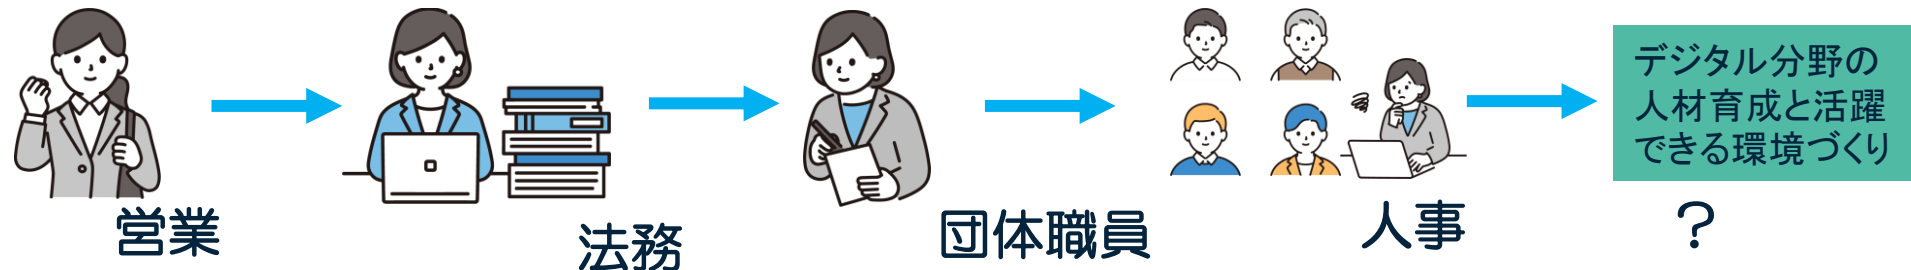 デジタル分野の
人材育成と活躍
できる環境づくり
営業
法務
団体職員
人事
？